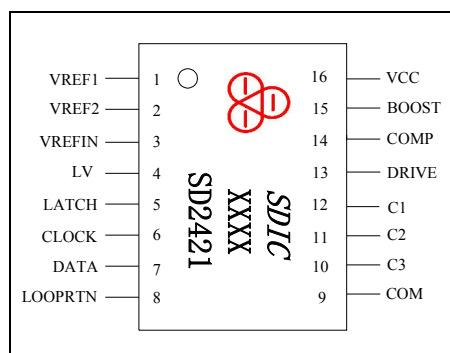 VREF1 1 16 VCC
VREF2 2 15 BOOST
VREFIN 3 14 COMP
LV 4 13 DRIVE
LATCH 5 12 C1
CLOCK 6 11 C2
DATA 7 10 C3
LOOPRTN 8 9 COM
SDIC
XXXX
SD2421